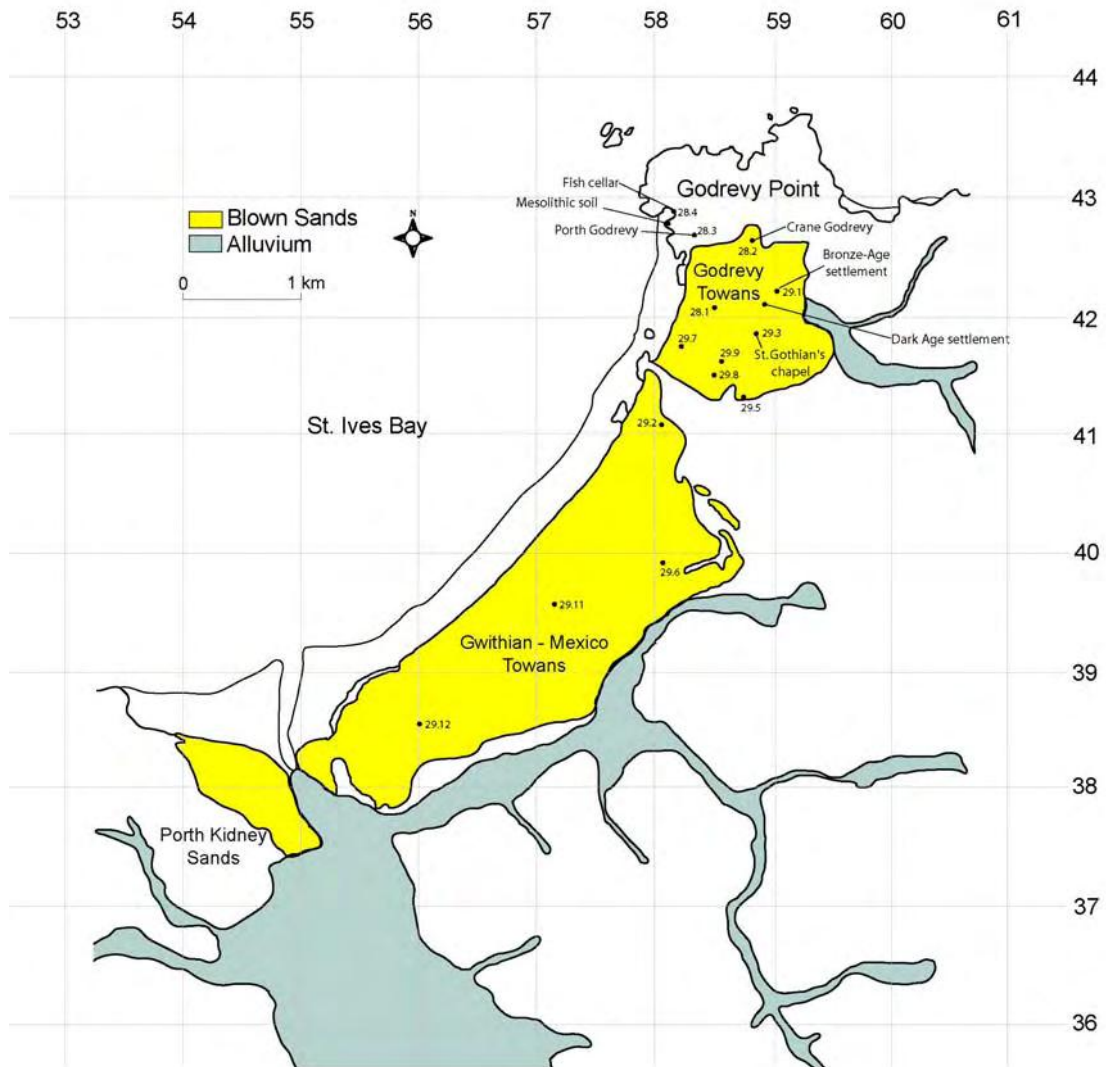 53 54 55 56 57 58 59 60 61
44
Fish cellar
Godrevy Point
43
Mesolithic soil
28.4
Blown Sands
N
Porth Godrevy
28.3
Crane Godrevy
Alluvium
28.2
Bronze-Age
settlement
0 1 km
Godrevy
Towans
29.1
28.1
42
29.7
29.3
Dark Age settlement
29.9
St.Gothian's
chapel
29.8
29.5
St. Ives Bay
29.2
41
40
29.6
29.11
Gwithian - Mexico
Towans
39
29.12
38
Porth Kidney
Sands
37
36